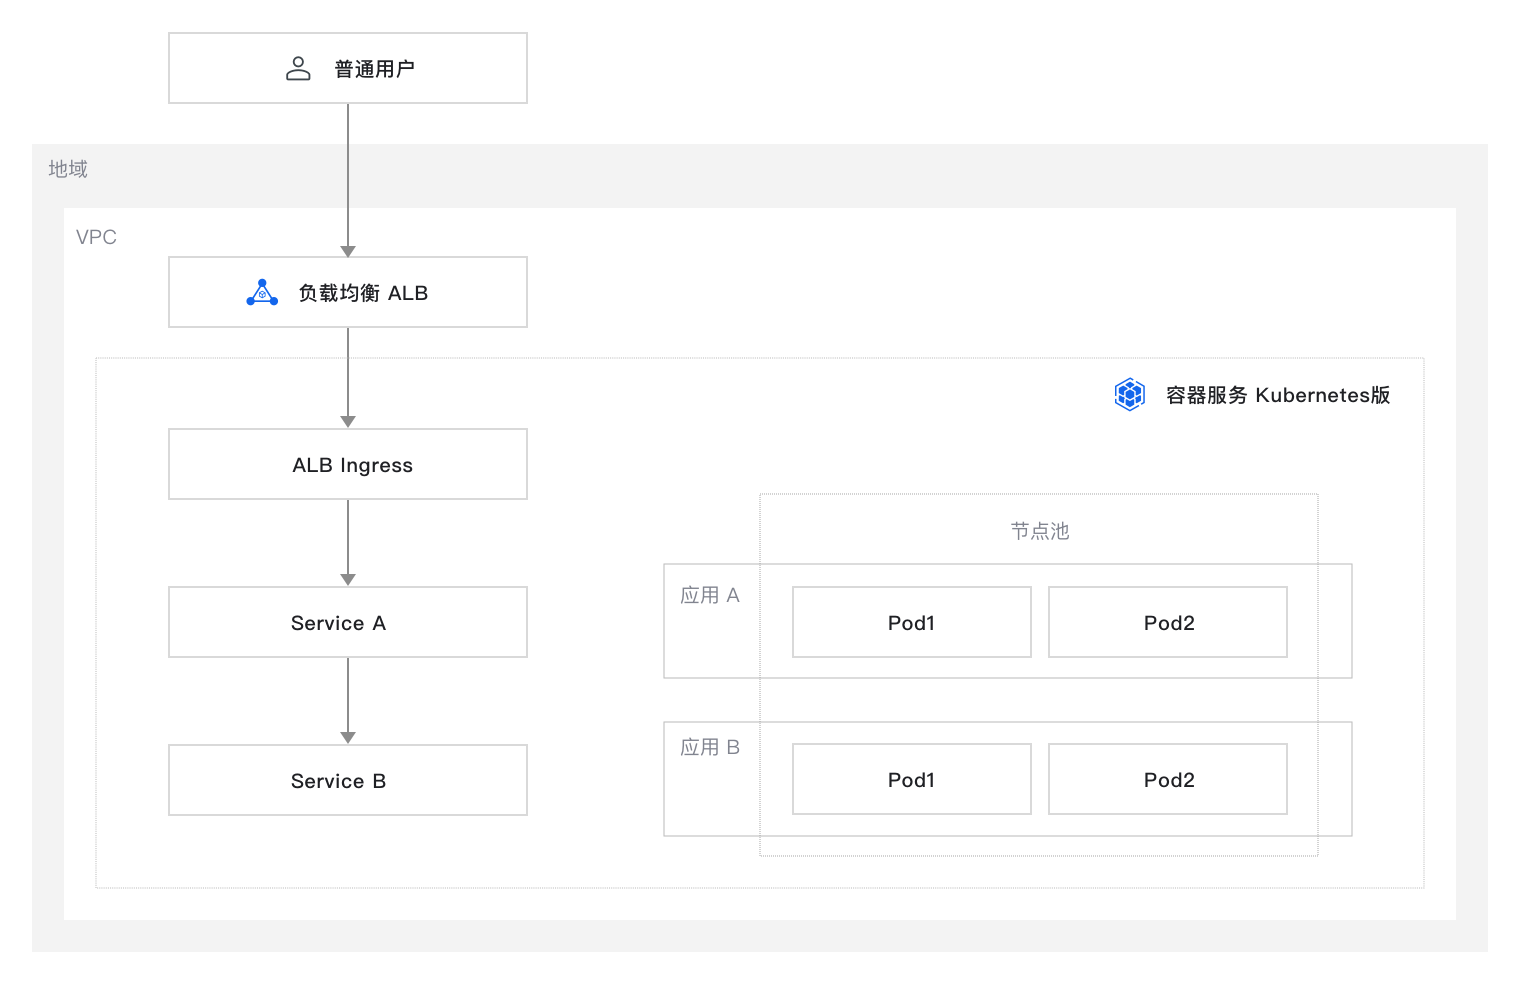 普通用户
地域
VPC
负载均衡 ALB
容器服务 Kubernetes版
ALB Ingress
节点池
应用 A
Service A
Pod1
Pod2
应用 B
Service B
Pod1
Pod2